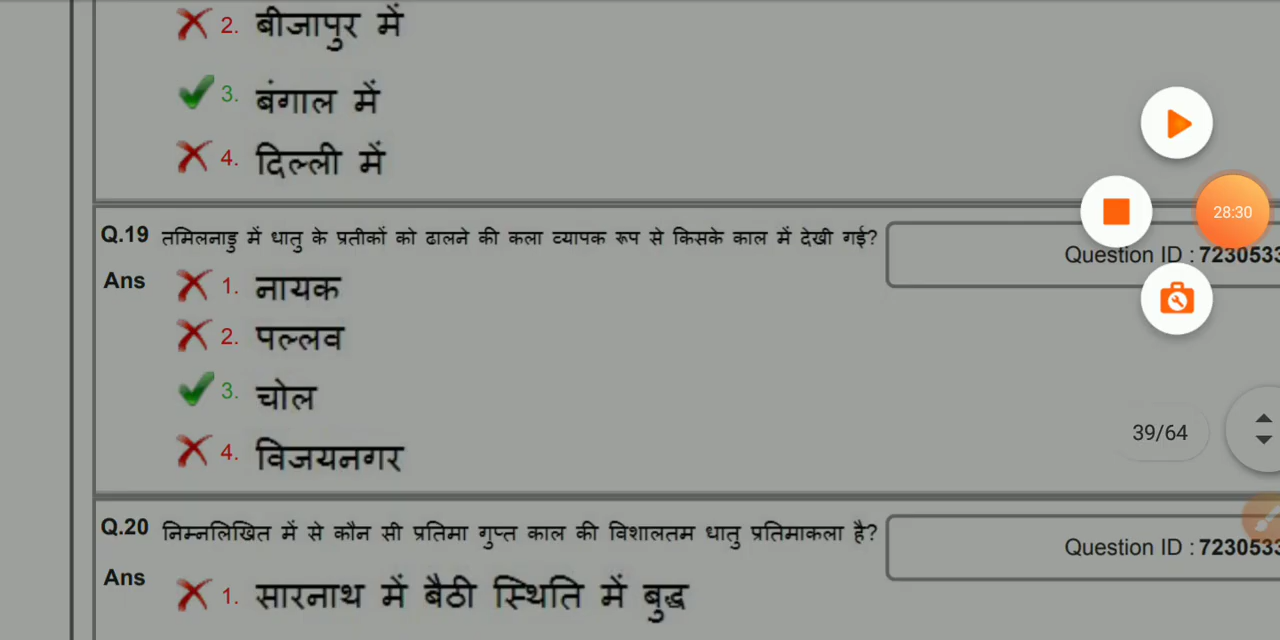 2. बीजापुर में
3. बंगाल में
4. दिल्ली में
Q.19 तमिलनाडु में धातु के प्रतीकों को ढालने की कला व्यापक रूप से किसके काल में देखी गई?
Question ID : 7230533
28:30
Ans
1. नायक
2. पल्लव
3. चोल
4. विजयनगर
39/64
Q.20 निम्नलिखित में से कौन सी प्रतिमा गुप्त काल की विशालतम धातु प्रतिमाकला है?
Question ID : 7230533
Ans
1. सारनाथ में बैठी स्थिति में बुद्ध